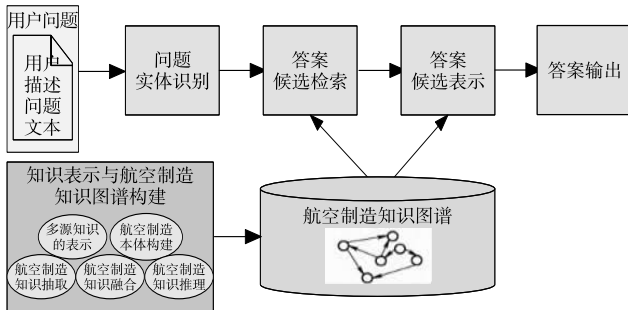 用户问题
用户
描述
问题
文本
问题
实体识别
答案
候选检索
答案
候选表示
答案输出
知识表示与航空制造
知识图谱构建
多源知识
的表示
航空制造
本体构建
航空制造
知识抽取
航空制造
知识融合
航空制造
知识推理
航空制造知识图谱